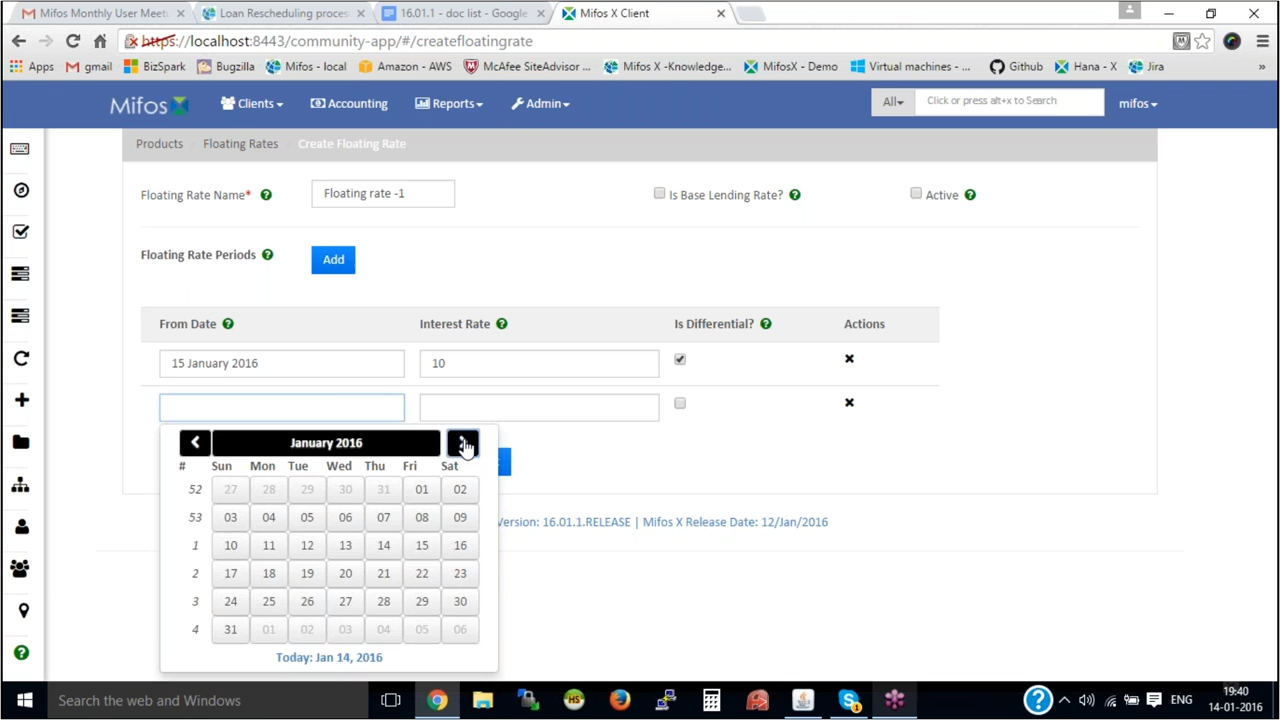 Mifos Monthly User Meetu × Loan Rescheduling proces × 16.01.1 - doc list - Google × Mifos X Client ×
https://localhost:8443/community-app/#/createfloatingrate
Apps gmail BizSpark Bugzilla Mifos - local Amazon - AWS McAfee SiteAdvisor ... Mifos X -Knowledge... MifosX - Demo Virtual machines - ... Github Hana - X Jira »
Mifos Clients Accounting Reports Admin All Click or press alt+x to Search mifos
Products / Floating Rates / Create Floating Rate
Floating Rate Name* Floating rate -1 Is Base Lending Rate? Active
Floating Rate Periods Add
From Date Interest Rate Is Differential? Actions
15 January 2016 10
January 2016
# Sun Mon Tue Wed Thu Fri Sat
52 27 28 29 30 31 01 02
53 03 04 05 06 07 08 09
1 10 11 12 13 14 15 16
2 17 18 19 20 21 22 23
3 24 25 26 27 28 29 30
4 31 01 02 03 04 05 06
Today: Jan 14, 2016
Version: 16.01.1.RELEASE | Mifos X Release Date: 12/Jan/2016
Search the web and Windows ENG 19:40
14-01-2016